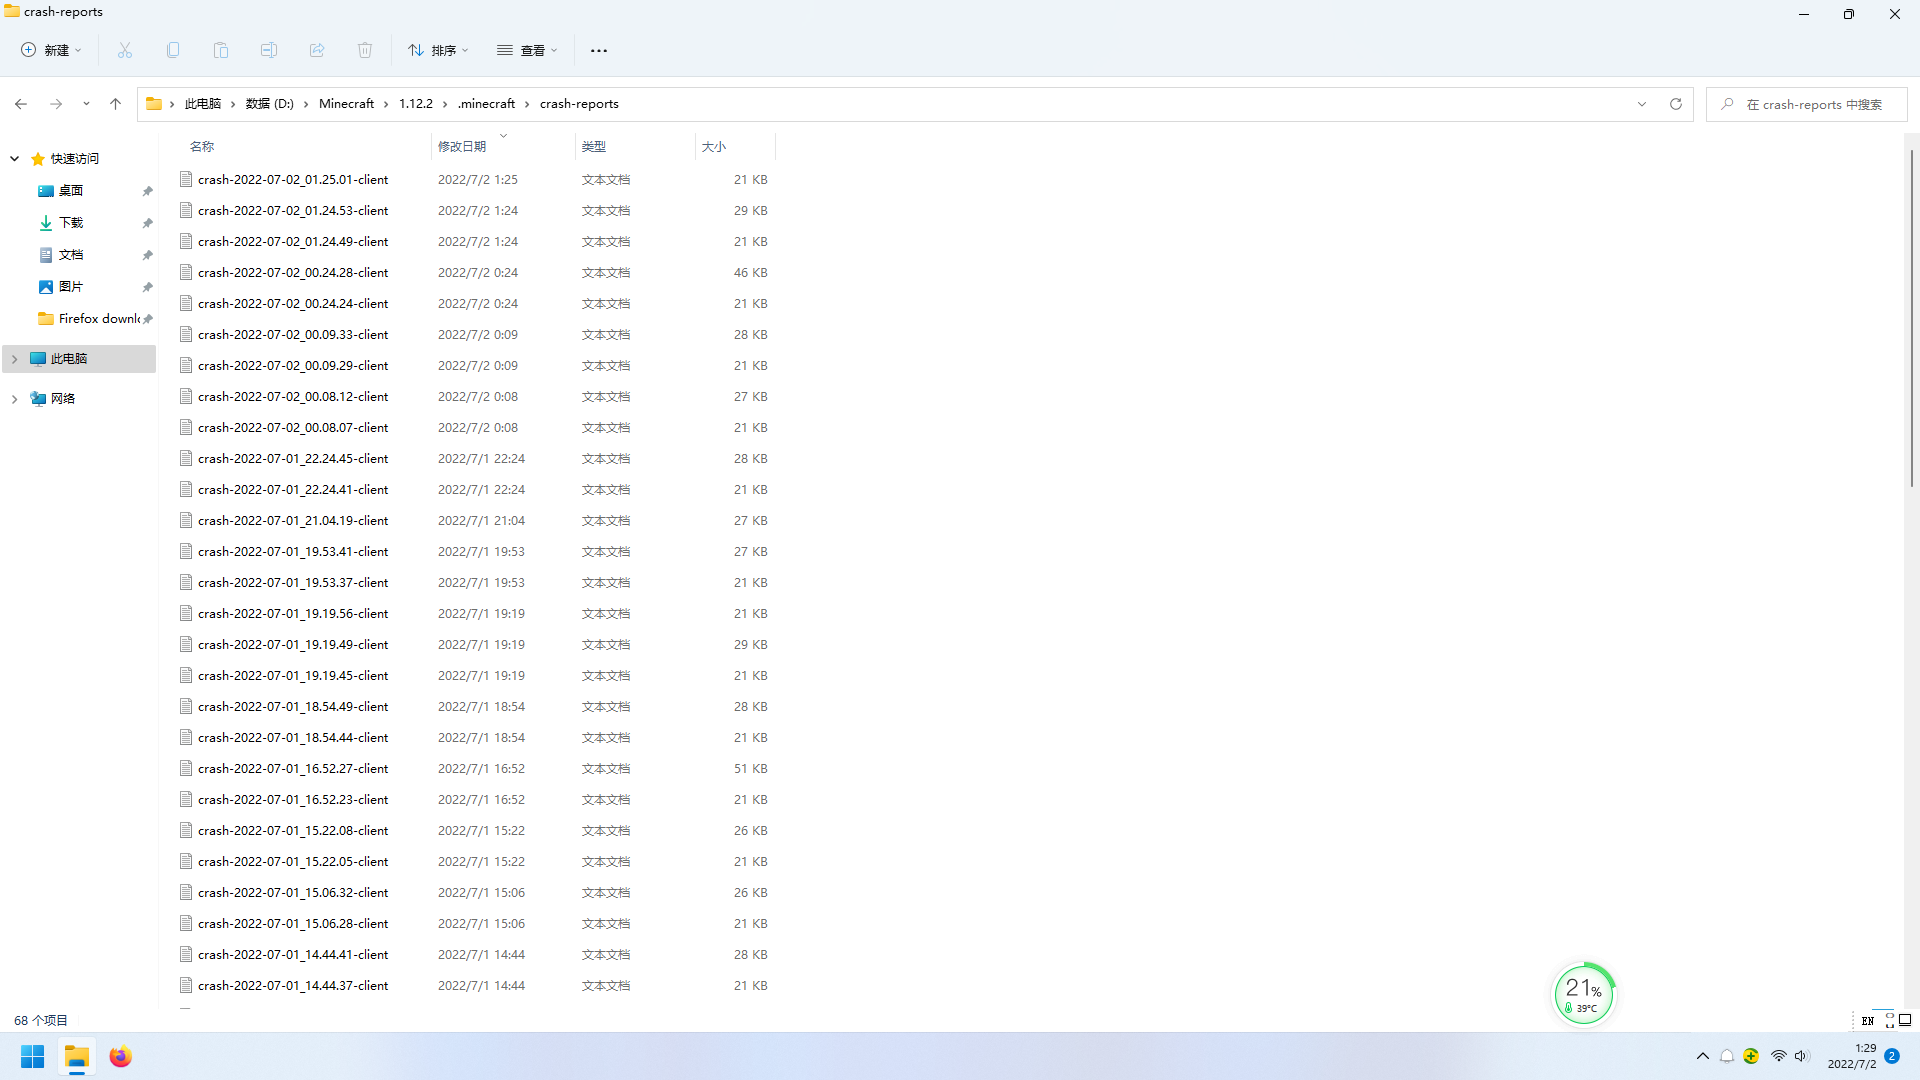 crash-reports
新建
排序
查看
此电脑
数据 (D:)
Minecraft
1.12.2
.minecraft
crash-reports
在 crash-reports 中搜索
快速访问
桌面
下载
文档
图片
Firefox downl
此电脑
网络
名称 修改日期 类型 大小
crash-2022-07-02_01.25.01-client 2022/7/2 1:25 文本文档 21 KB
crash-2022-07-02_01.24.53-client 2022/7/2 1:24 文本文档 29 KB
crash-2022-07-02_01.24.49-client 2022/7/2 1:24 文本文档 21 KB
crash-2022-07-02_00.24.28-client 2022/7/2 0:24 文本文档 46 KB
crash-2022-07-02_00.24.24-client 2022/7/2 0:24 文本文档 21 KB
crash-2022-07-02_00.09.33-client 2022/7/2 0:09 文本文档 28 KB
crash-2022-07-02_00.09.29-client 2022/7/2 0:09 文本文档 21 KB
crash-2022-07-02_00.08.12-client 2022/7/2 0:08 文本文档 27 KB
crash-2022-07-02_00.08.07-client 2022/7/2 0:08 文本文档 21 KB
crash-2022-07-01_22.24.45-client 2022/7/1 22:24 文本文档 28 KB
crash-2022-07-01_22.24.41-client 2022/7/1 22:24 文本文档 21 KB
crash-2022-07-01_21.04.19-client 2022/7/1 21:04 文本文档 27 KB
crash-2022-07-01_19.53.41-client 2022/7/1 19:53 文本文档 27 KB
crash-2022-07-01_19.53.37-client 2022/7/1 19:53 文本文档 21 KB
crash-2022-07-01_19.19.56-client 2022/7/1 19:19 文本文档 21 KB
crash-2022-07-01_19.19.49-client 2022/7/1 19:19 文本文档 29 KB
crash-2022-07-01_19.19.45-client 2022/7/1 19:19 文本文档 21 KB
crash-2022-07-01_18.54.49-client 2022/7/1 18:54 文本文档 28 KB
crash-2022-07-01_18.54.44-client 2022/7/1 18:54 文本文档 21 KB
crash-2022-07-01_16.52.27-client 2022/7/1 16:52 文本文档 51 KB
crash-2022-07-01_16.52.23-client 2022/7/1 16:52 文本文档 21 KB
crash-2022-07-01_15.22.08-client 2022/7/1 15:22 文本文档 26 KB
crash-2022-07-01_15.22.05-client 2022/7/1 15:22 文本文档 21 KB
crash-2022-07-01_15.06.32-client 2022/7/1 15:06 文本文档 26 KB
crash-2022-07-01_15.06.28-client 2022/7/1 15:06 文本文档 21 KB
crash-2022-07-01_14.44.41-client 2022/7/1 14:44 文本文档 28 KB
crash-2022-07-01_14.44.37-client 2022/7/1 14:44 文本文档 21 KB
21%
39°C
68 个项目
EN
1:29
2022/7/2
2